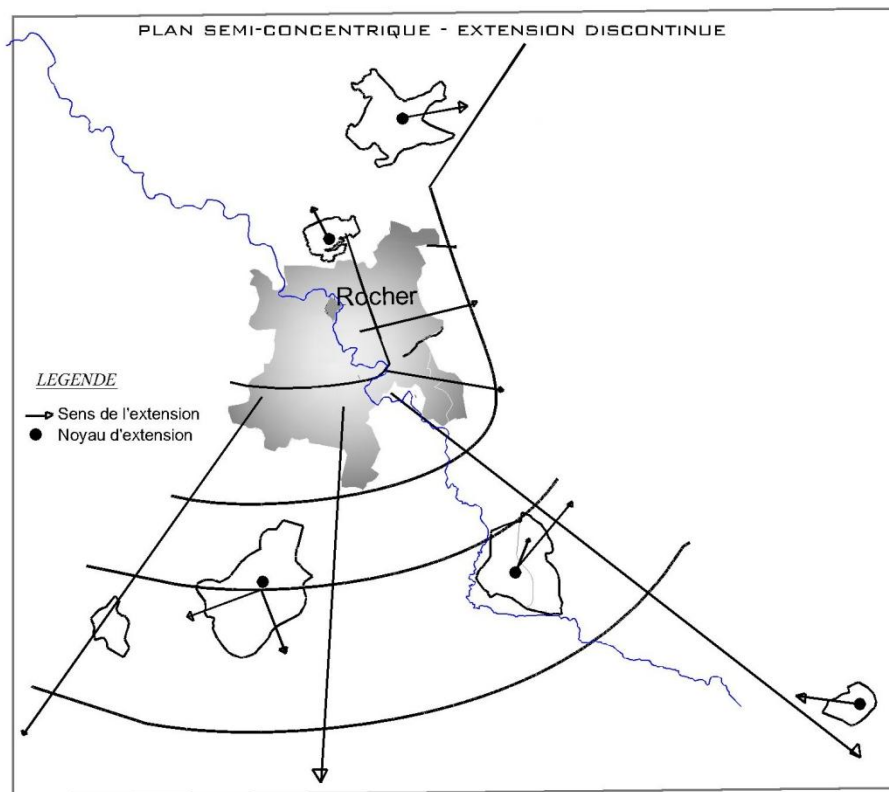 PLAN SEMI-CONCENTRIQUE - EXTENSION DISCONTINUE
Rocher
LEGENDE
Sens de l'extension
Noyau d'extension